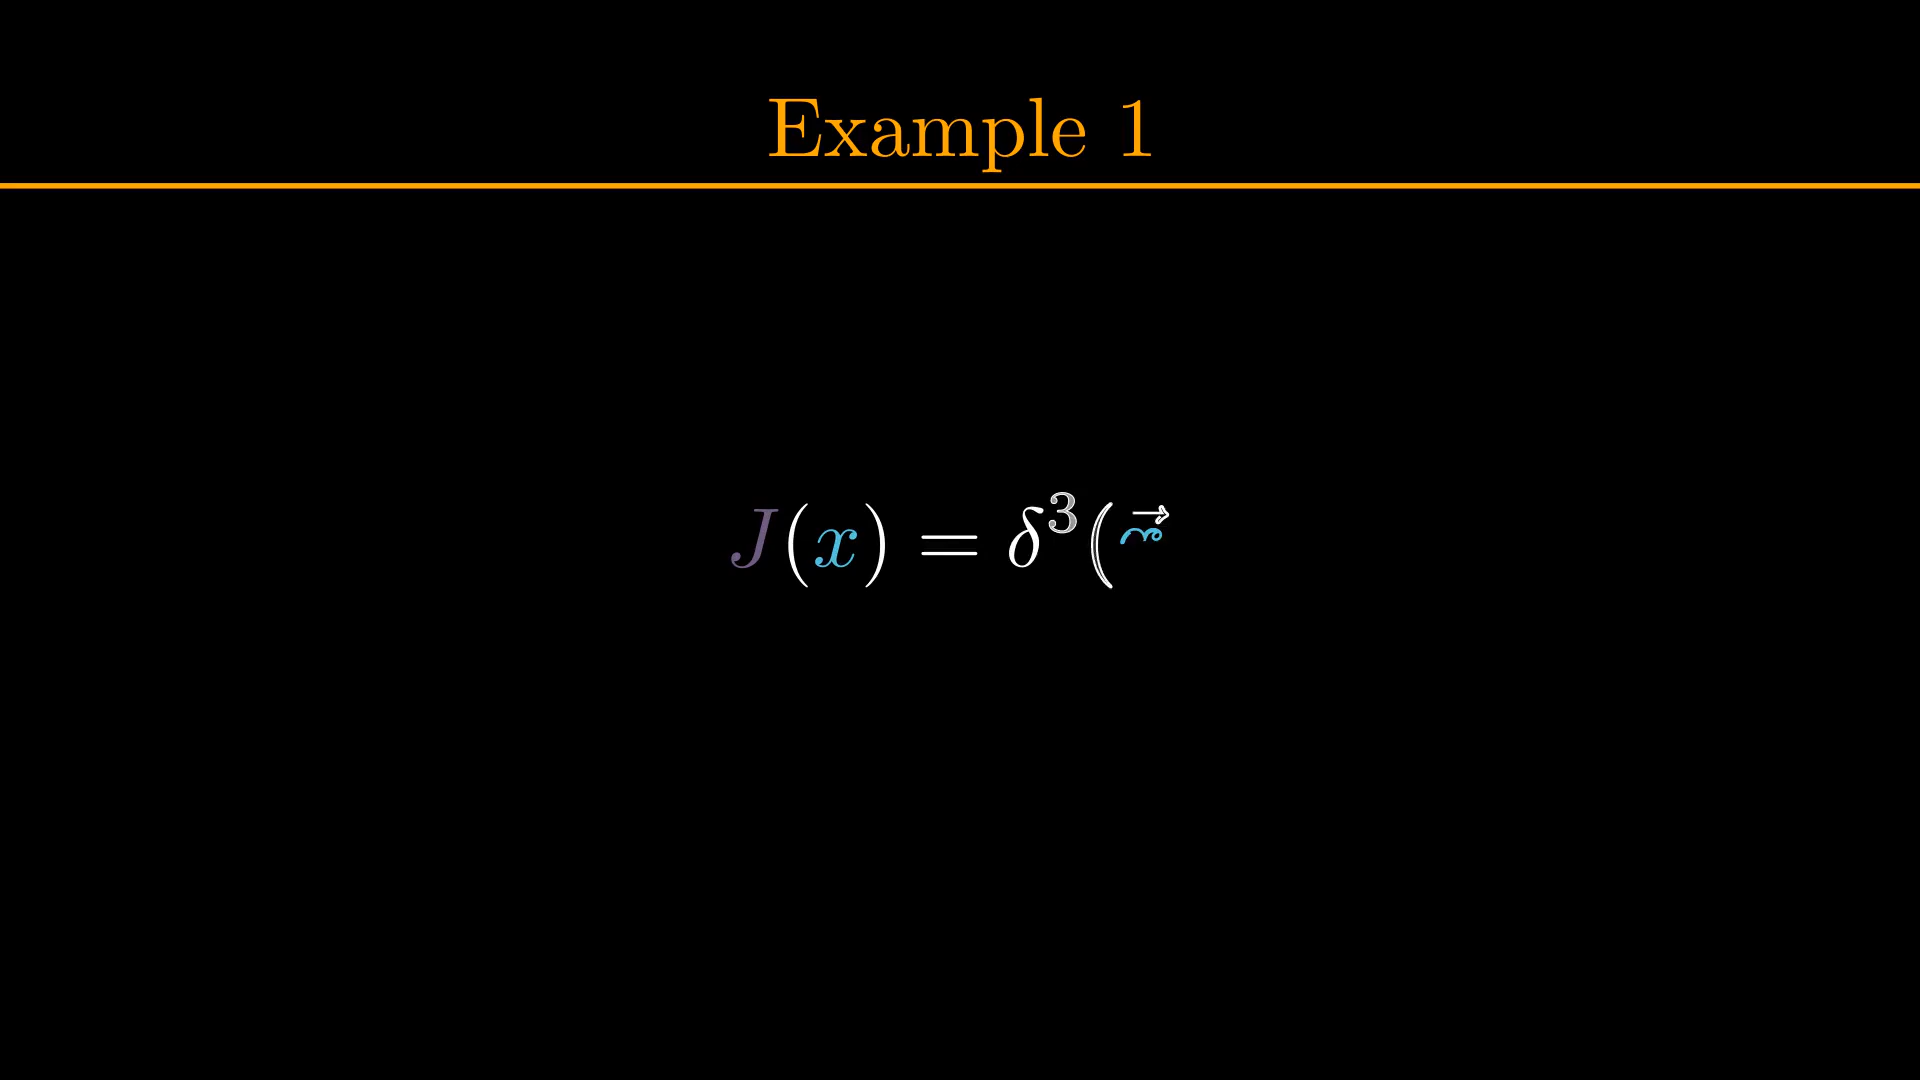 Example 1
J(x) = δ³(